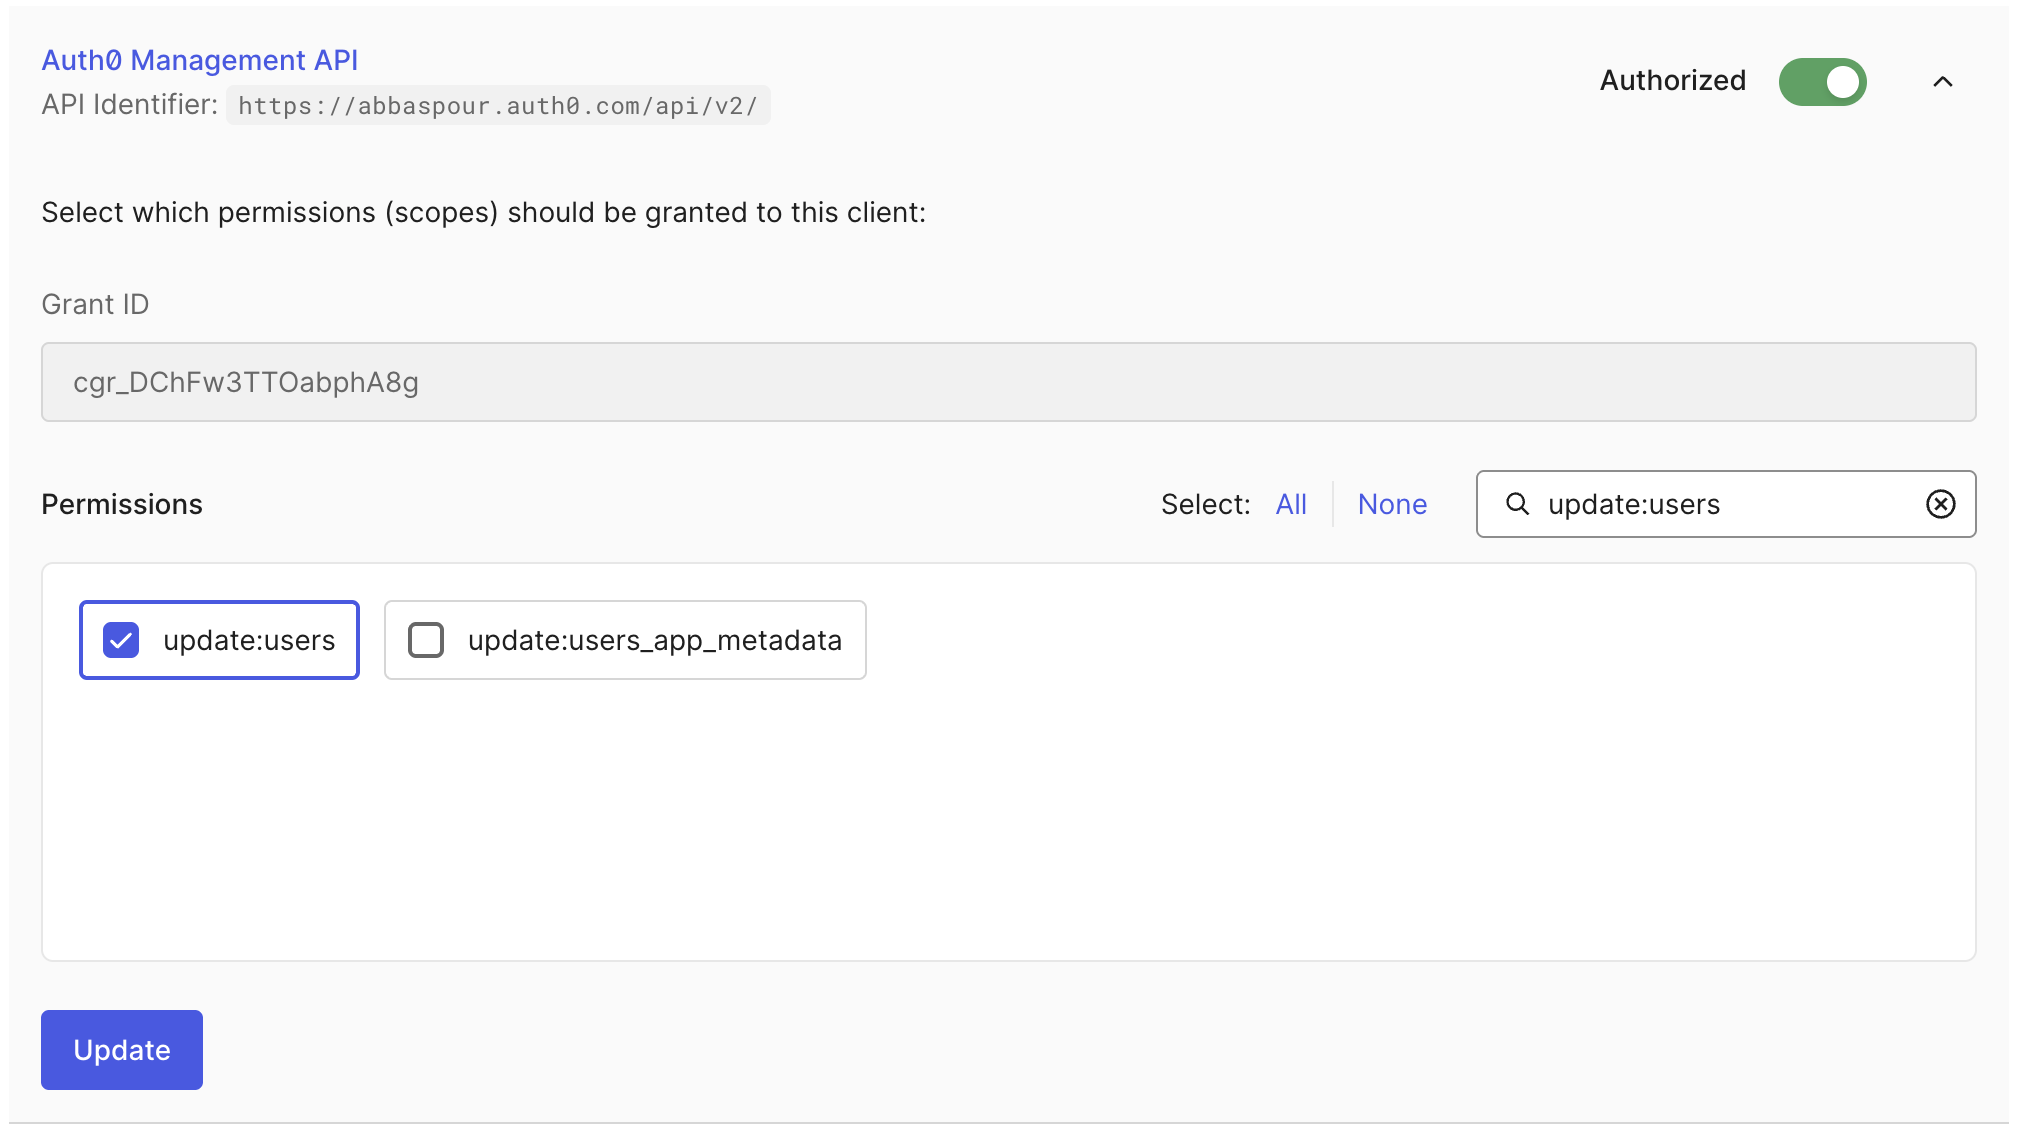 Auth0 Management API
API Identifier: https://abbaspour.auth0.com/api/v2/
Authorized
Select which permissions (scopes) should be granted to this client:
Grant ID
cgr_DChFw3TTOabphA8g
Permissions
Select: All None
update:users
update:users
update:users_app_metadata
Update